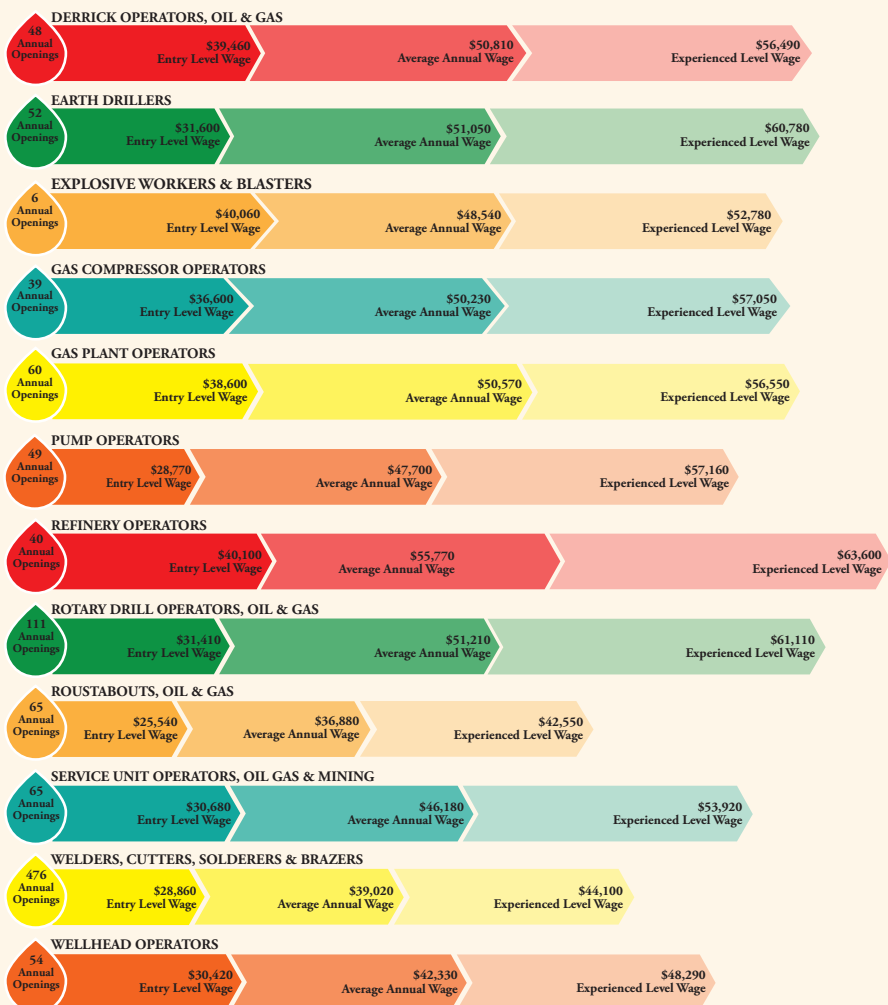 DERRICK OPERATORS, OIL & GAS
48
Annual
Openings
$39,460
Entry Level Wage
$50,810
Average Annual Wage
$56,490
Experienced Level Wage
EARTH DRILLERS
52
Annual
Openings
$31,600
Entry Level Wage
$51,050
Average Annual Wage
$60,780
Experienced Level Wage
EXPLOSIVE WORKERS & BLASTERS
6
Annual
Openings
$40,060
Entry Level Wage
$48,540
Average Annual Wage
$52,780
Experienced Level Wage
GAS COMPRESSOR OPERATORS
39
Annual
Openings
$36,600
Entry Level Wage
$50,230
Average Annual Wage
$57,050
Experienced Level Wage
GAS PLANT OPERATORS
60
Annual
Openings
$38,600
Entry Level Wage
$50,570
Average Annual Wage
$56,550
Experienced Level Wage
PUMP OPERATORS
49
Annual
Openings
$28,770
Entry Level Wage
$47,700
Average Annual Wage
$57,160
Experienced Level Wage
REFINERY OPERATORS
40
Annual
Openings
$40,100
Entry Level Wage
$55,770
Average Annual Wage
$63,600
Experienced Level Wage
ROTARY DRILL OPERATORS, OIL & GAS
111
Annual
Openings
$31,410
Entry Level Wage
$51,210
Average Annual Wage
$61,110
Experienced Level Wage
ROUSTABOUTS, OIL & GAS
65
Annual
Openings
$25,540
Entry Level Wage
$36,880
Average Annual Wage
$42,550
Experienced Level Wage
SERVICE UNIT OPERATORS, OIL GAS & MINING
65
Annual
Openings
$30,680
Entry Level Wage
$46,180
Average Annual Wage
$53,920
Experienced Level Wage
WELDERS, CUTTERS, SOLDERERS & BRAZERS
476
Annual
Openings
$28,860
Entry Level Wage
$39,020
Average Annual Wage
$44,100
Experienced Level Wage
WELLHEAD OPERATORS
54
Annual
Openings
$30,420
Entry Level Wage
$42,330
Average Annual Wage
$48,290
Experienced Level Wage